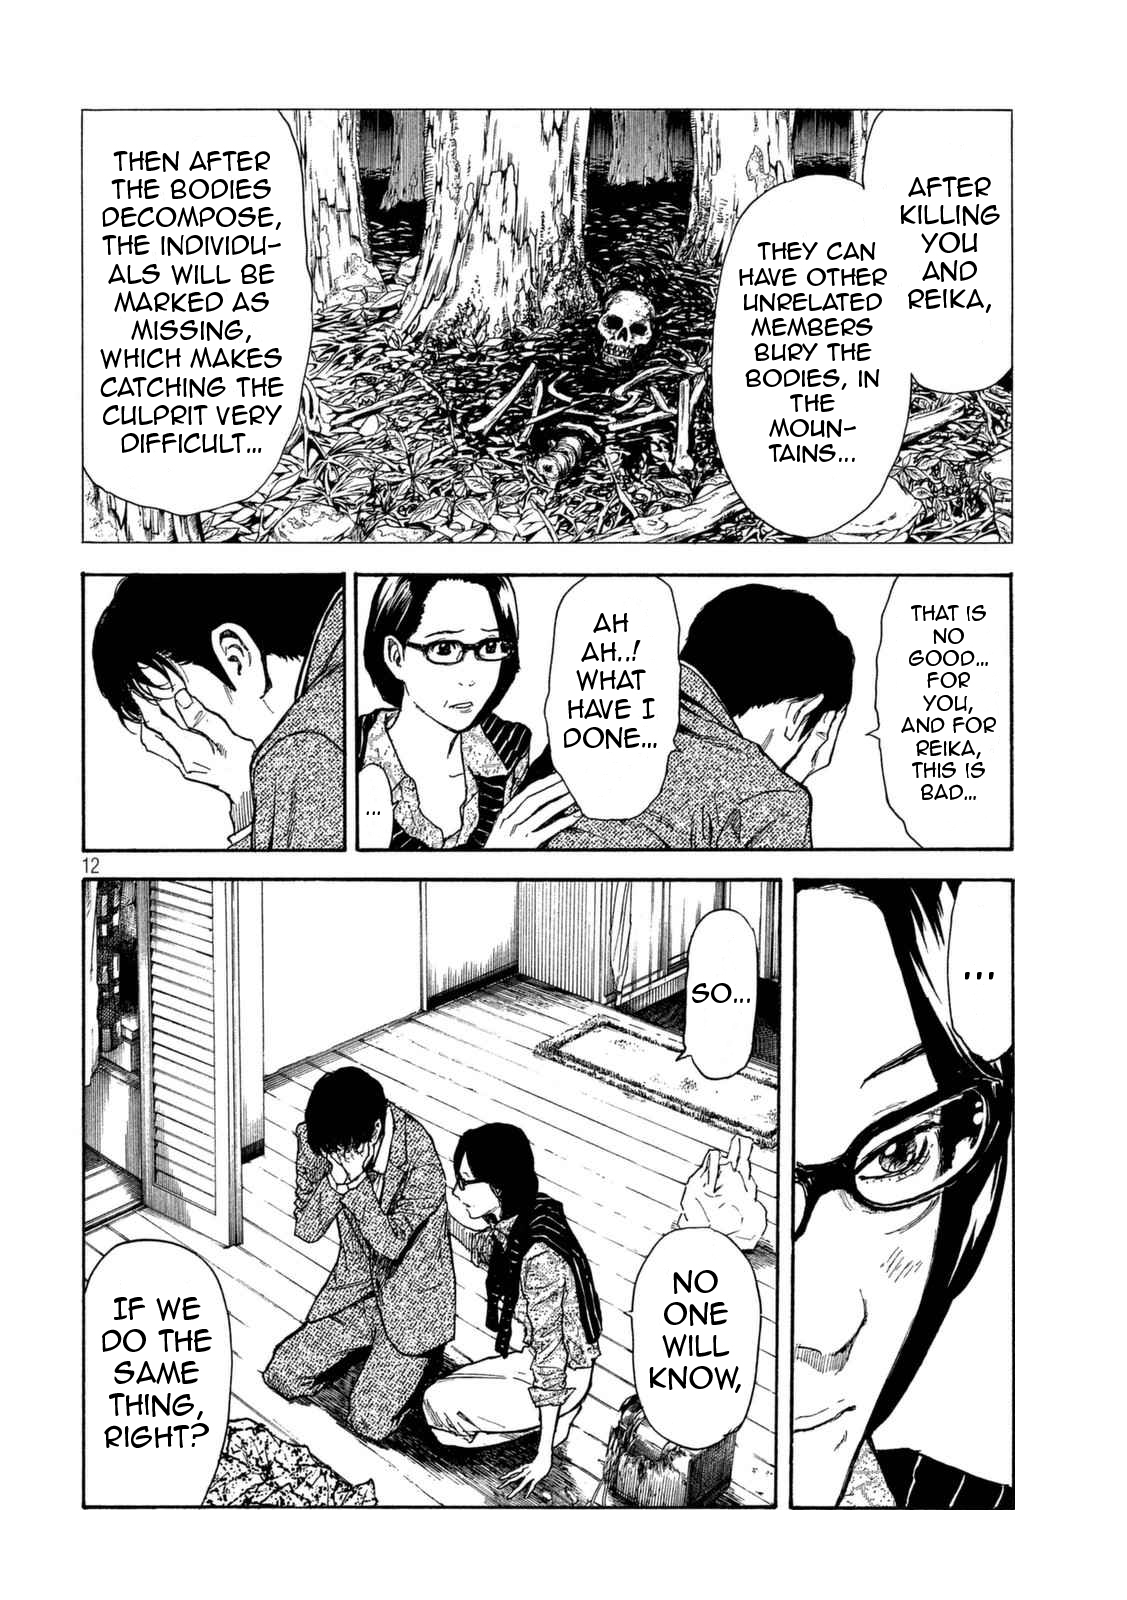 AFTER
KILLING
YOU
AND
REIKA,
THEY CAN
HAVE OTHER
UNRELATED
MEMBERS
BURY THE
BODIES, IN
THE
MOUN-
TAINS...
THEN AFTER
THE BODIES
DECOMPOSE,
THE INDIVIDU-
ALS WILL BE
MARKED AS
MISSING,
WHICH MAKES
CATCHING THE
CULPRIT VERY
DIFFICULT...
THAT IS
NO
GOOD...
FOR
YOU,
AND FOR
REIKA,
THIS IS
BAD...
AH
AH..!
WHAT
HAVE I
DONE...
...
12
...
SO...
NO
ONE
WILL
KNOW,
IF WE
DO THE
SAME
THING,
RIGHT?